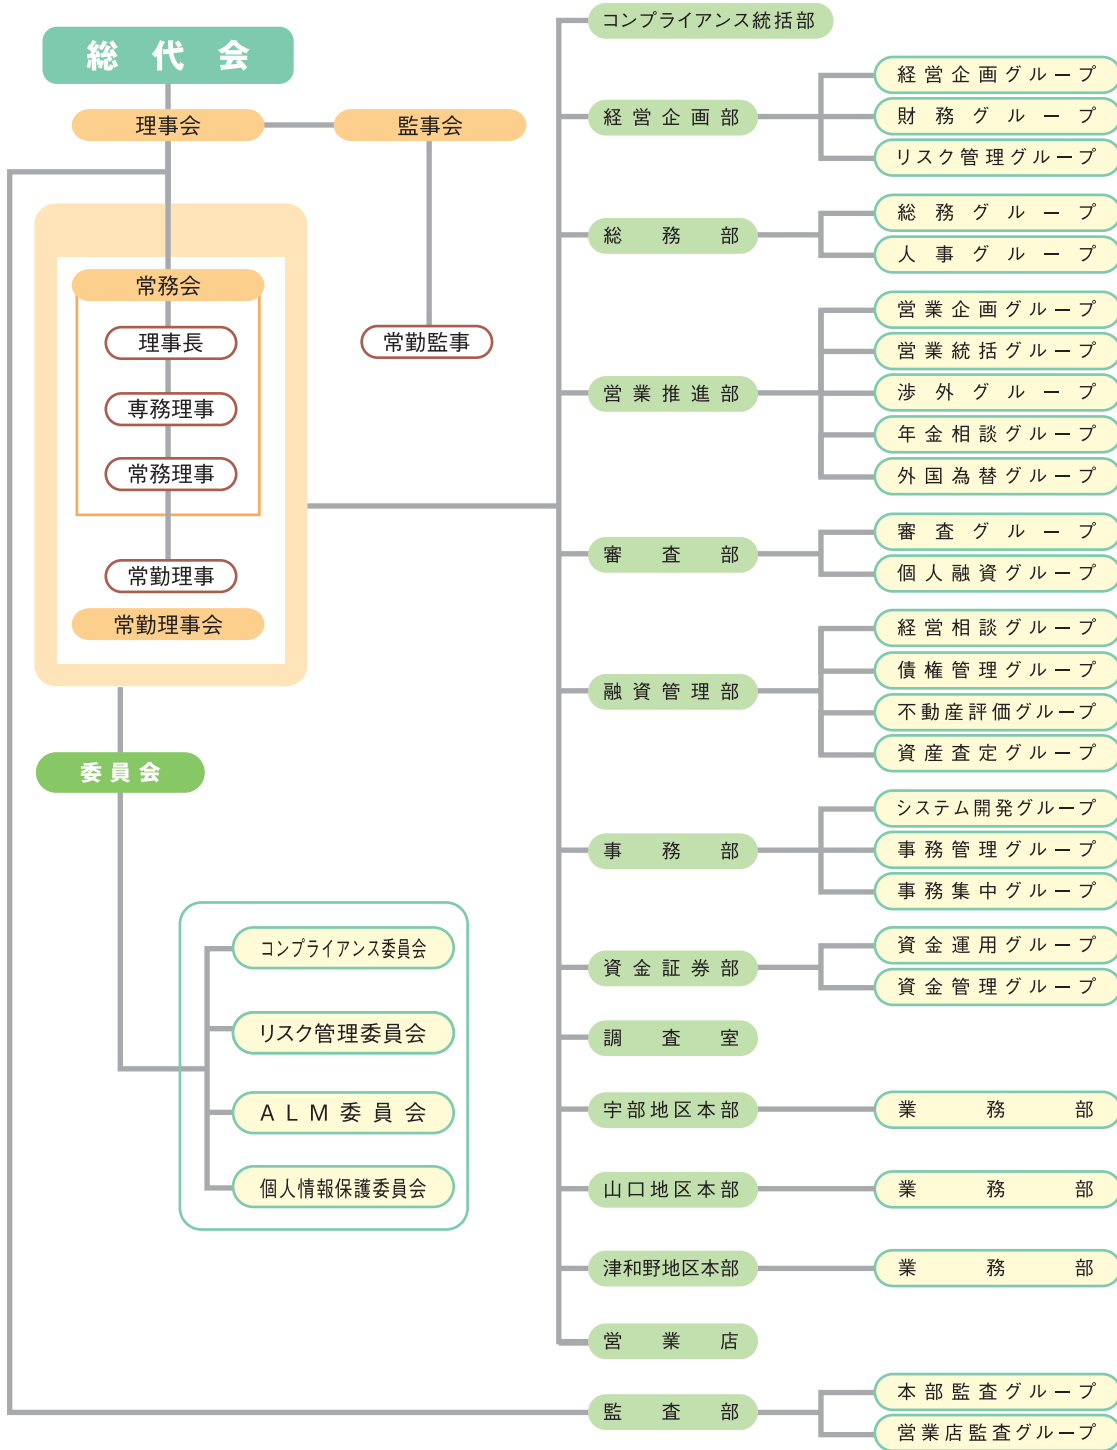 総代会
理事会
監事会
常務会
理事長
専務理事
常務理事
常勤理事
常勤理事会
常勤監事
委員会
コンプライアンス委員会
リスク管理委員会
ALM委員会
個人情報保護委員会
コンプライアンス統括部
経営企画部
経営企画グループ
財務グループ
リスク管理グループ
総務部
総務グループ
人事グループ
営業推進部
営業企画グループ
営業統括グループ
渉外グループ
年金相談グループ
外国為替グループ
審査部
審査グループ
個人融資グループ
融資管理部
経営相談グループ
債権管理グループ
不動産評価グループ
資産査定グループ
事務部
システム開発グループ
事務管理グループ
事務集中グループ
資金証券部
資金運用グループ
資金管理グループ
調査室
宇部地区本部
業務部
山口地区本部
業務部
津和野地区本部
業務部
営業店
監査部
本部監査グループ
営業店監査グループ